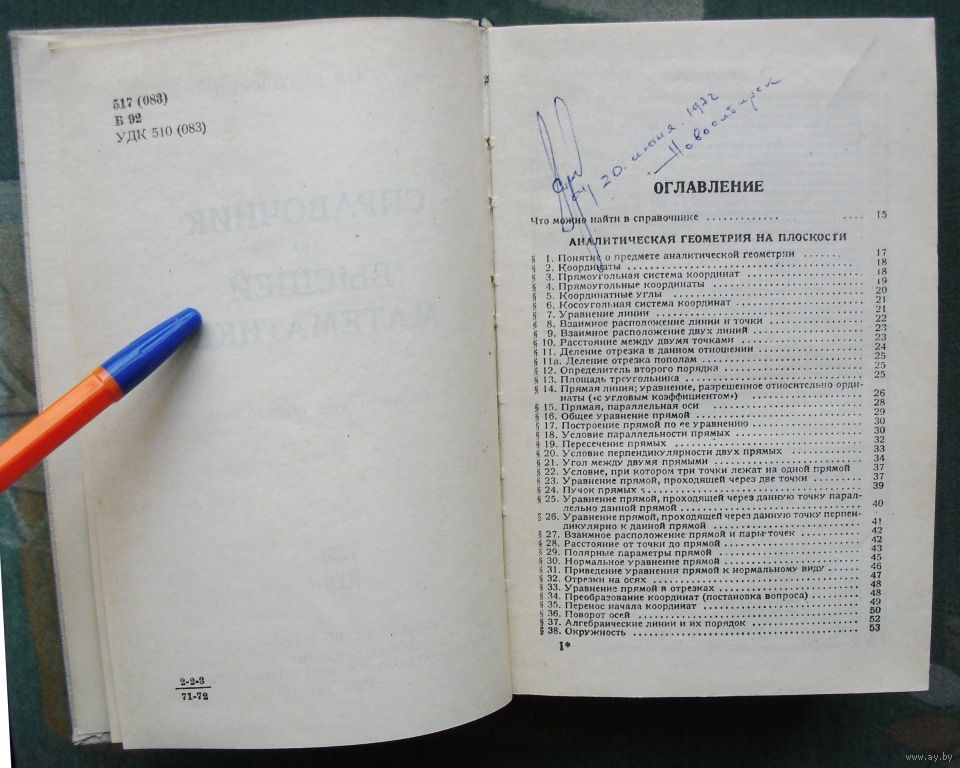 517 (083)
В 92
УДК 510 (083)
2-2-3
71-72
20. июня. 1972
Новосибирск
ОГЛАВЛЕНИЕ
Что можно найти в справочнике 15
АНАЛИТИЧЕСКАЯ ГЕОМЕТРИЯ НА ПЛОСКОСТИ
§ 1. Понятие о предмете аналитической геометрии 17
§ 2. Координаты 18
§ 3. Прямоугольная система координат 18
§ 4. Прямоугольные координаты 19
§ 5. Координатные углы 20
§ 6. Косоугольная система координат 21
§ 7. Уравнение линии 21
§ 8. Взаимное расположение линии и точки 22
§ 9. Взаимное расположение двух линий 23
§ 10. Расстояние между двумя точками 23
§ 11. Деление отрезка в данном отношении 24
§ 11а. Деление отрезка пополам 25
§ 12. Определитель второго порядка 25
§ 13. Площадь треугольника 25
§ 14. Прямая линия; уравнение, разрешенное относительно орди-
наты («с угловым коэффициентом») 26
§ 15. Прямая, параллельная оси 28
§ 16. Общее уравнение прямой 29
§ 17. Построение прямой по ее уравнению 30
§ 18. Условие параллельности прямых 30
§ 19. Пересечение прямых 32
§ 20. Условие перпендикулярности двух прямых 33
§ 21. Угол между двумя прямыми 34
§ 22. Условие, при котором три точки лежат на одной прямой 37
§ 23. Уравнение прямой, проходящей через две точки 37
§ 24. Пучок прямых 39
§ 25. Уравнение прямой, проходящей через данную точку парал-
лельно данной прямой 40
§ 26. Уравнение прямой, проходящей через данную точку перпен-
дикулярно к данной прямой 41
§ 27. Взаимное расположение прямой и пары точек 42
§ 28. Расстояние от точки до прямой 42
§ 29. Полярные параметры прямой 43
§ 30. Нормальное уравнение прямой 45
§ 31. Приведение уравнения прямой к нормальному виду 46
§ 32. Отрезки на осях 47
§ 33. Уравнение прямой в отрезках 48
§ 34. Преобразование координат (постановка вопроса) 48
§ 35. Перенос начала координат 49
§ 36. Поворот осей 50
§ 37. Алгебраические линии и их порядок 52
§ 38. Окружность 53
1*
www.ay.by